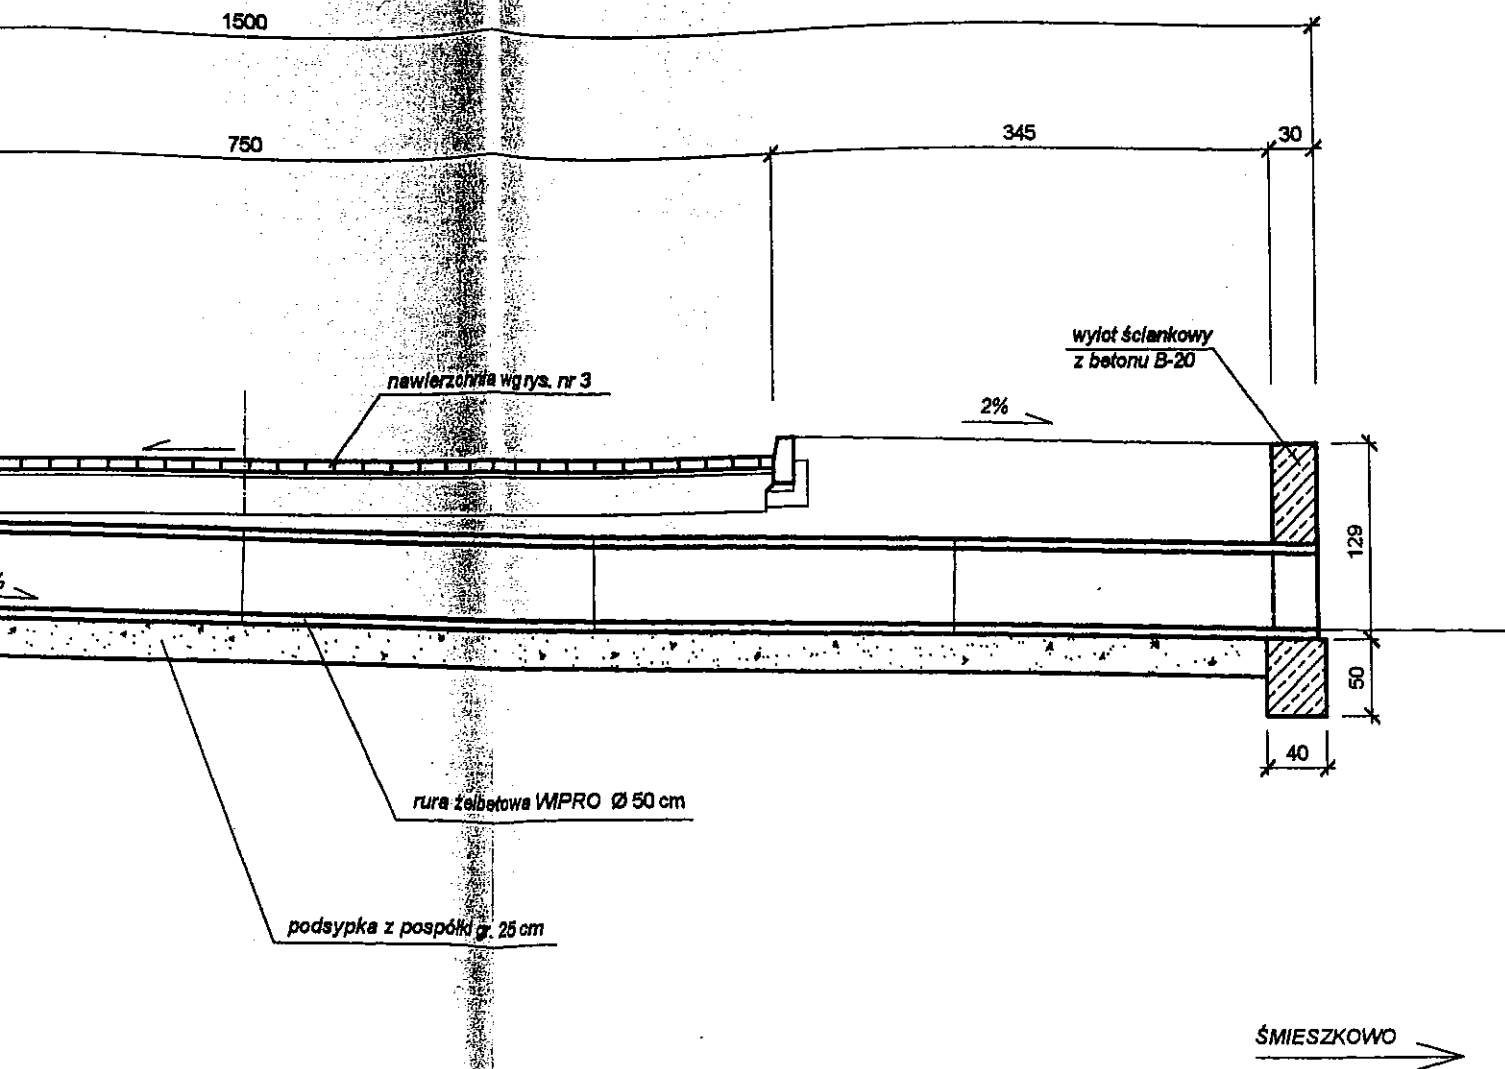 1500
750
345
30
wylot ściankowy
z betonu B-20
nawierzchnia wg rys. nr 3
2%
129
%
50
40
rura żelbetowa WIPRO Ø 50 cm
podsypka z pospółki gr. 25 cm
ŚMIESZKOWO